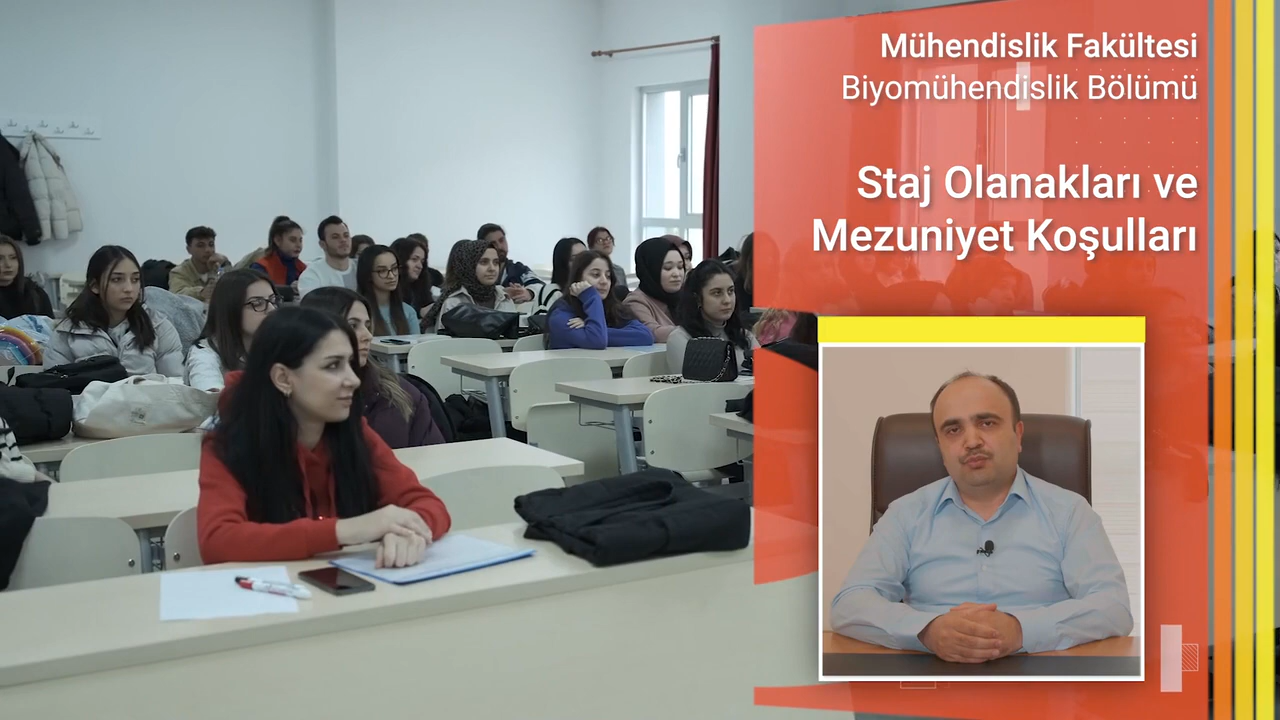 Mühendislik Fakültesi
Biyomühendislik Bölümü
Staj Olanakları ve
Mezuniyet Koşulları